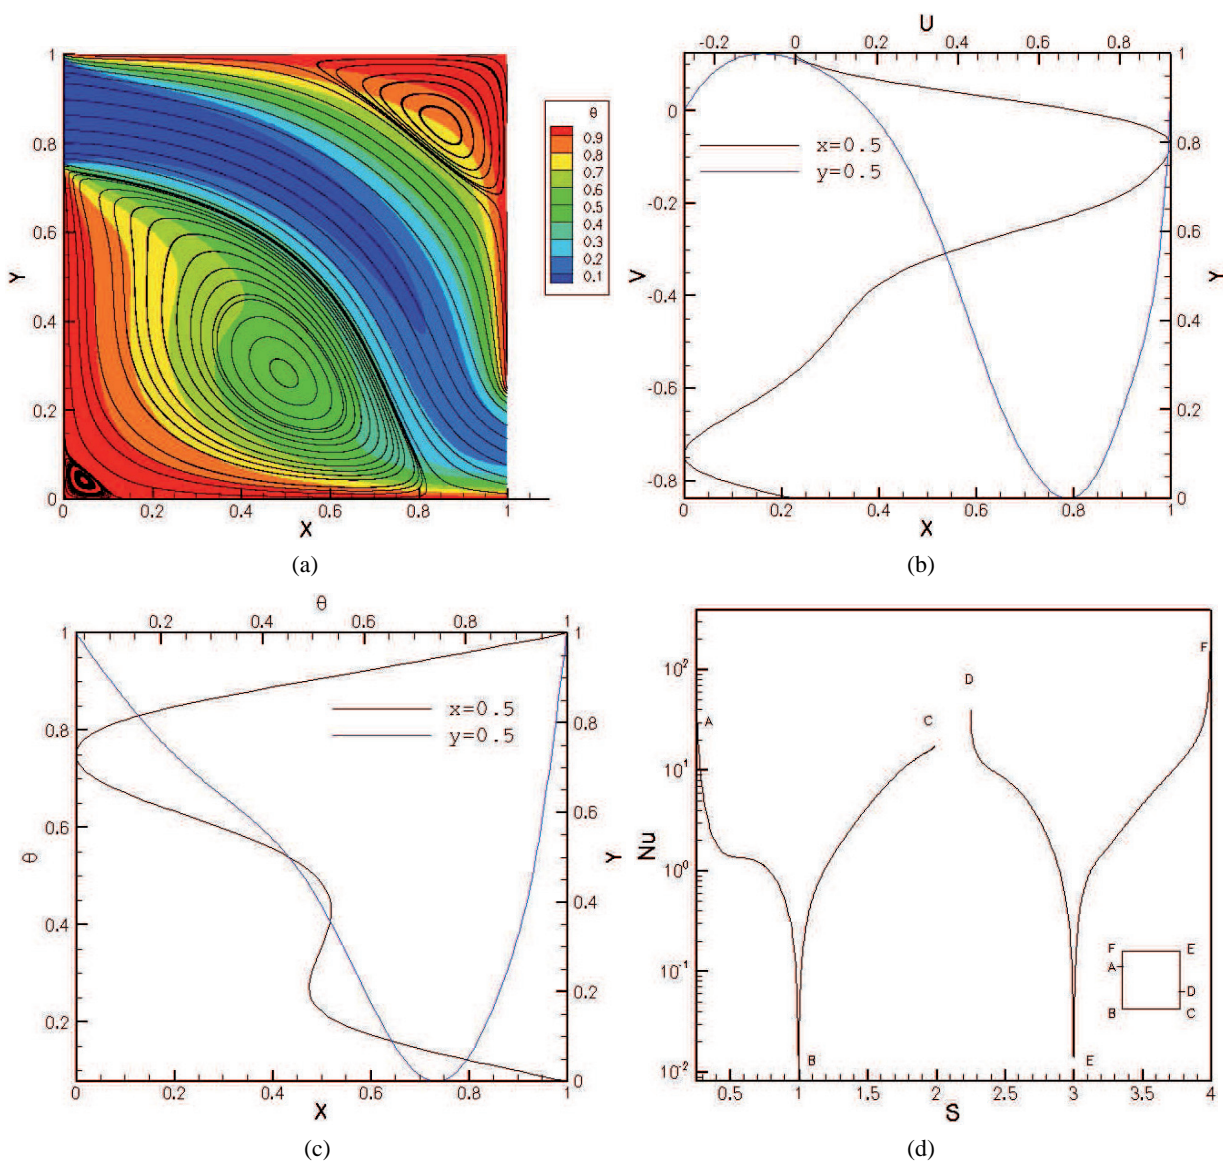 1
0.8
0.6
0.4
0.2
0
Y
0 0.2 0.4 0.6 0.8 1
X
θ
0.9
0.8
0.7
0.6
0.5
0.4
0.3
0.2
0.1
(a)
U
-0.2 0 0.2 0.4 0.6 0.8
0
-0.2
-0.4
-0.6
-0.8
V
x=0.5
y=0.5
1
0.8
0.6
0.4
0.2
0
Y
0 0.2 0.4 0.6 0.8 1
X
(b)
θ
0.2 0.4 0.6 0.8 1
1
0.8
0.6
0.4
0.2
θ
x=0.5
y=0.5
1
0.8
0.6
0.4
0.2
0
Y
0 0.2 0.4 0.6 0.8 1
X
(c)
10²
10¹
10⁰
10⁻¹
10⁻²
Nu
A
B
C
D
E
F
F E
A
D
B C
0.5 1 1.5 2 2.5 3 3.5 4
S
(d)